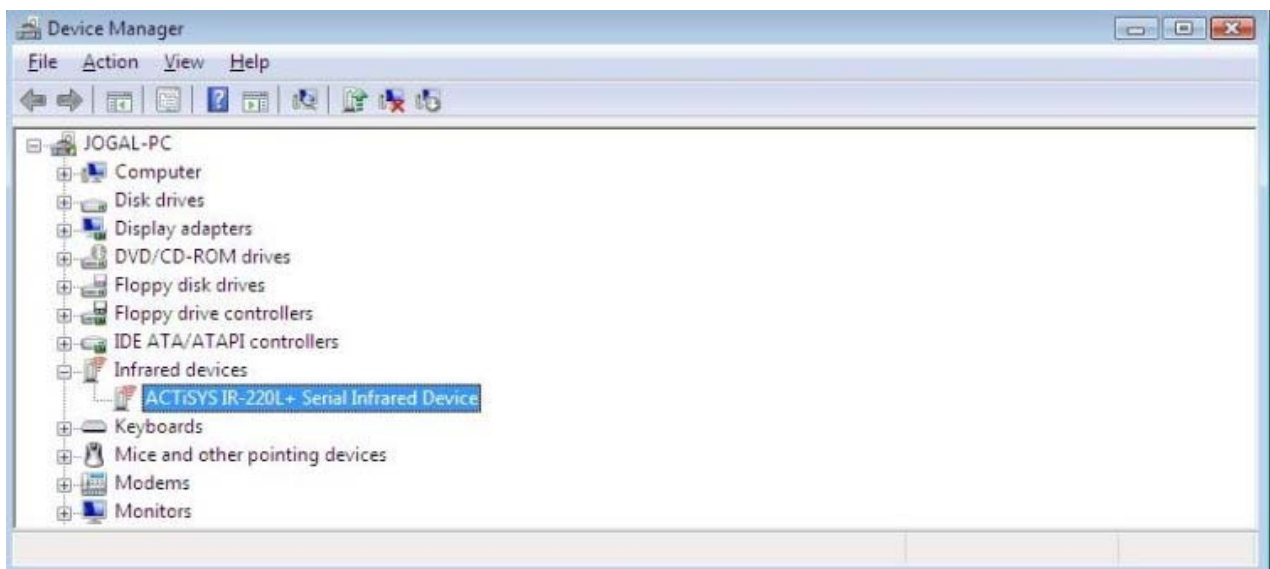 Device Manager
File Action View Help
JOGAL-PC
Computer
Disk drives
Display adapters
DVD/CD-ROM drives
Floppy disk drives
Floppy drive controllers
IDE ATA/ATAPI controllers
Infrared devices
ACTiSYS IR-220L+ Serial Infrared Device
Keyboards
Mice and other pointing devices
Modems
Monitors